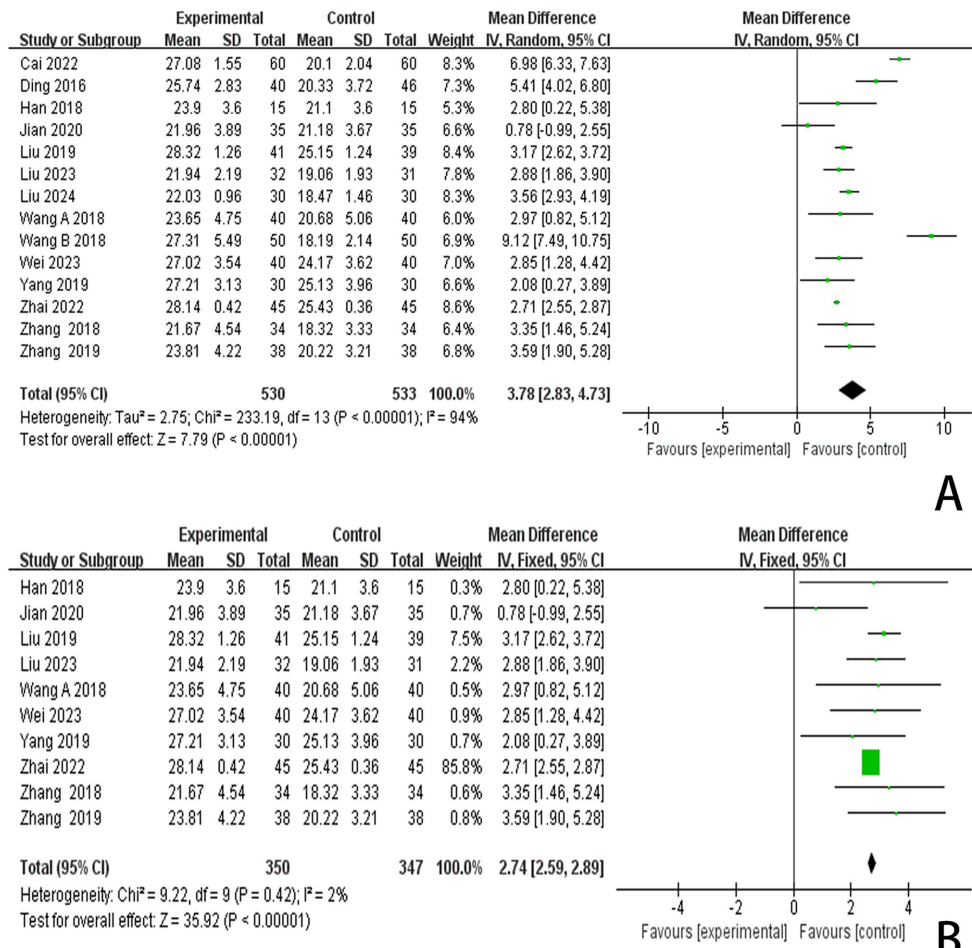 Experimental Control Mean Difference Mean Difference
Study or Subgroup Mean SD Total Mean SD Total Weight IV, Random, 95% CI IV, Random, 95% CI
Cai 2022 27.08 1.55 60 20.1 2.04 60 8.3% 6.98 [6.33, 7.63]
Ding 2016 25.74 2.83 40 20.33 3.72 46 7.3% 5.41 [4.02, 6.80]
Han 2018 23.9 3.6 15 21.1 3.6 15 5.3% 2.80 [0.22, 5.38]
Jian 2020 21.96 3.89 35 21.18 3.67 35 6.6% 0.78 [-0.99, 2.55]
Liu 2019 28.32 1.26 41 25.15 1.24 39 8.4% 3.17 [2.62, 3.72]
Liu 2023 21.94 2.19 32 19.06 1.93 31 7.8% 2.88 [1.86, 3.90]
Liu 2024 22.03 0.96 30 18.47 1.46 30 8.3% 3.56 [2.93, 4.19]
Wang A 2018 23.65 4.75 40 20.68 5.06 40 6.0% 2.97 [0.82, 5.12]
Wang B 2018 27.31 5.49 50 18.19 2.14 50 6.9% 9.12 [7.49, 10.75]
Wei 2023 27.02 3.54 40 24.17 3.62 40 7.0% 2.85 [1.28, 4.42]
Yang 2019 27.21 3.13 30 25.13 3.96 30 6.6% 2.08 [0.27, 3.89]
Zhai 2022 28.14 0.42 45 25.43 0.36 45 8.6% 2.71 [2.55, 2.87]
Zhang 2018 21.67 4.54 34 18.32 3.33 34 6.4% 3.35 [1.46, 5.24]
Zhang 2019 23.81 4.22 38 20.22 3.21 38 6.8% 3.59 [1.90, 5.28]
Total (95% CI) 530 533 100.0% 3.78 [2.83, 4.73]
Heterogeneity: Tau² = 2.75; Chi² = 233.19, df = 13 (P < 0.00001); I² = 94%
Test for overall effect: Z = 7.79 (P < 0.00001)
-10 -5 0 5 10
Favours [experimental] Favours [control]
A
Experimental Control Mean Difference Mean Difference
Study or Subgroup Mean SD Total Mean SD Total Weight IV, Fixed, 95% CI IV, Fixed, 95% CI
Han 2018 23.9 3.6 15 21.1 3.6 15 0.3% 2.80 [0.22, 5.38]
Jian 2020 21.96 3.89 35 21.18 3.67 35 0.7% 0.78 [-0.99, 2.55]
Liu 2019 28.32 1.26 41 25.15 1.24 39 7.5% 3.17 [2.62, 3.72]
Liu 2023 21.94 2.19 32 19.06 1.93 31 2.2% 2.88 [1.86, 3.90]
Wang A 2018 23.65 4.75 40 20.68 5.06 40 0.5% 2.97 [0.82, 5.12]
Wei 2023 27.02 3.54 40 24.17 3.62 40 0.9% 2.85 [1.28, 4.42]
Yang 2019 27.21 3.13 30 25.13 3.96 30 0.7% 2.08 [0.27, 3.89]
Zhai 2022 28.14 0.42 45 25.43 0.36 45 85.8% 2.71 [2.55, 2.87]
Zhang 2018 21.67 4.54 34 18.32 3.33 34 0.6% 3.35 [1.46, 5.24]
Zhang 2019 23.81 4.22 38 20.22 3.21 38 0.8% 3.59 [1.90, 5.28]
Total (95% CI) 350 347 100.0% 2.74 [2.59, 2.89]
Heterogeneity: Chi² = 9.22, df = 9 (P = 0.42); I² = 2%
Test for overall effect: Z = 35.92 (P < 0.00001)
-4 -2 0 2 4
Favours [experimental] Favours [control]
B